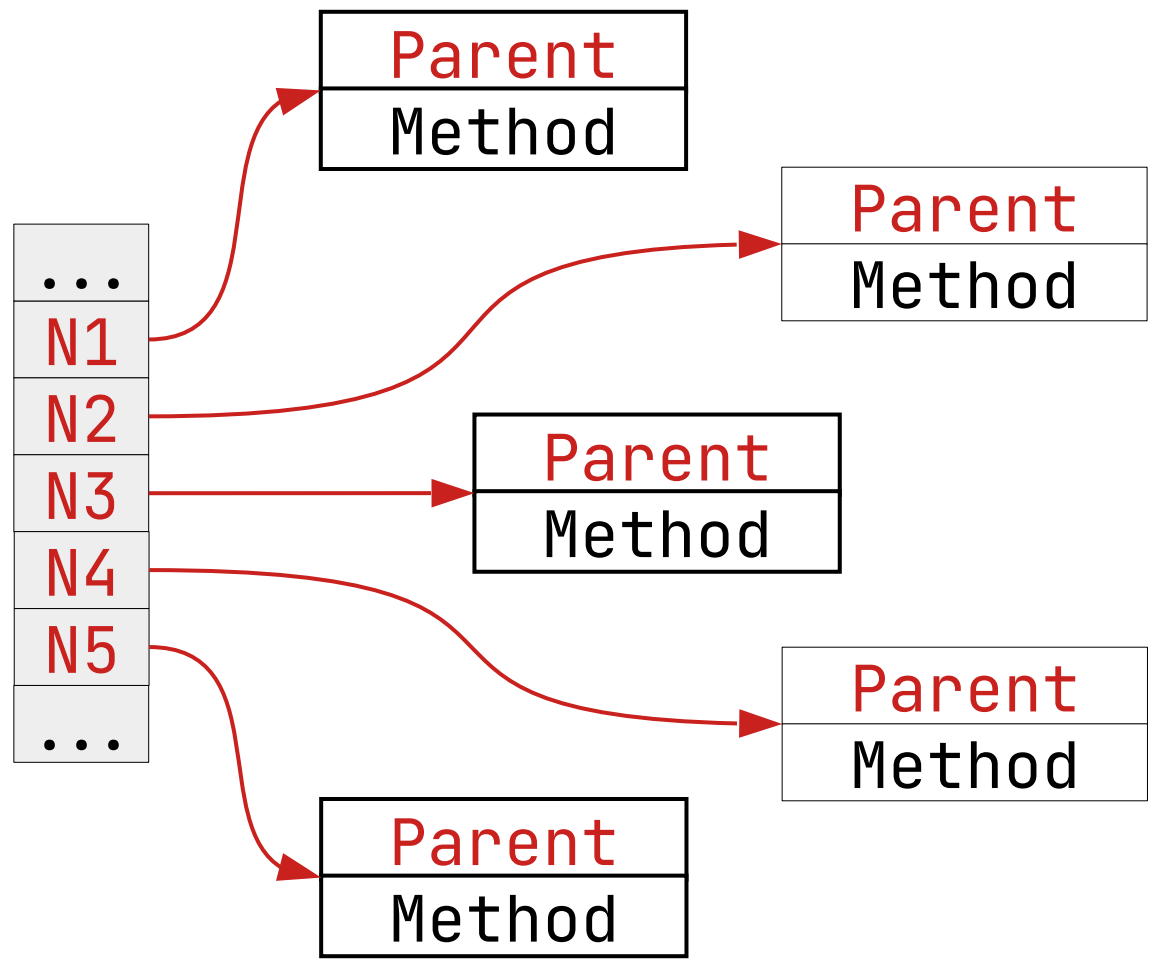 Parent
Method
Parent
Method
...
N1
N2
N3
N4
N5
...
Parent
Method
Parent
Method
Parent
Method